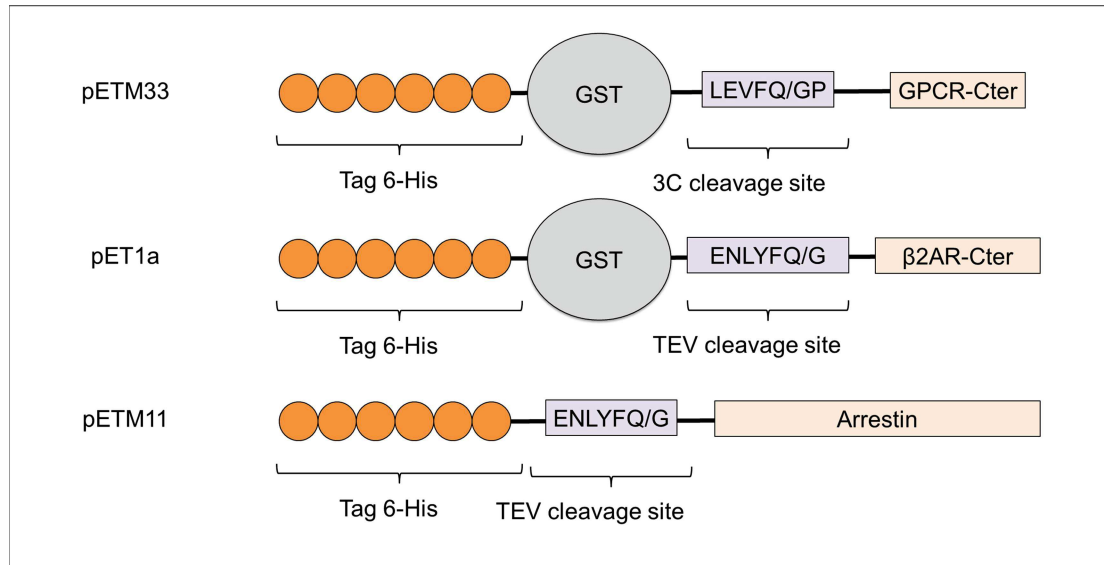 pETM33
GST
LEVFQ/GP
GPCR-Cter
Tag 6-His
3C cleavage site
pET1a
GST
ENLYFQ/G
β2AR-Cter
Tag 6-His
TEV cleavage site
pETM11
ENLYFQ/G
Arrestin
Tag 6-His
TEV cleavage site